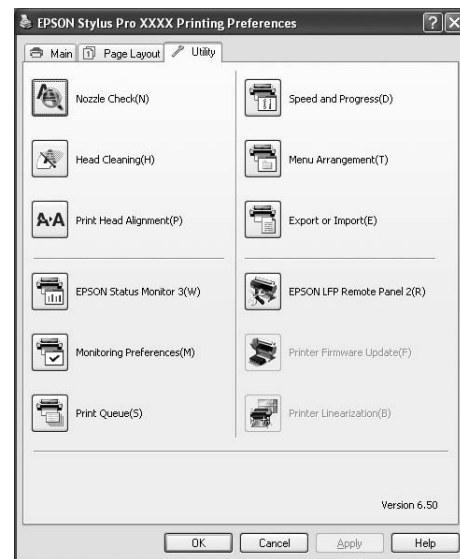 EPSON Stylus Pro XXXX Printing Preferences
Main Page Layout Utility
Nozzle Check(N)
Speed and Progress(D)
Head Cleaning(H)
Menu Arrangement(T)
Print Head Alignment(P)
Export or Import(E)
EPSON Status Monitor 3(W)
EPSON LFP Remote Panel 2(R)
Monitoring Preferences(M)
Printer Firmware Update(F)
Print Queue(S)
Printer Linearization(B)
Version 6.50
OK Cancel Apply Help